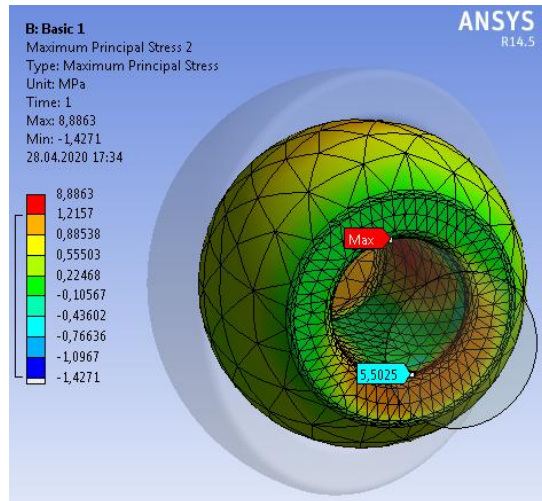 B: Basic 1
Maximum Principal Stress 2
Type: Maximum Principal Stress
Unit: MPa
Time: 1
Max: 8,8863
Min: -1,4271
28.04.2020 17:34
ANSYS
R14.5
8,8863
1,2157
0,88538
0,55503
0,22468
-0,10567
-0,43602
-0,76636
-1,0967
-1,4271
Max
5,5025